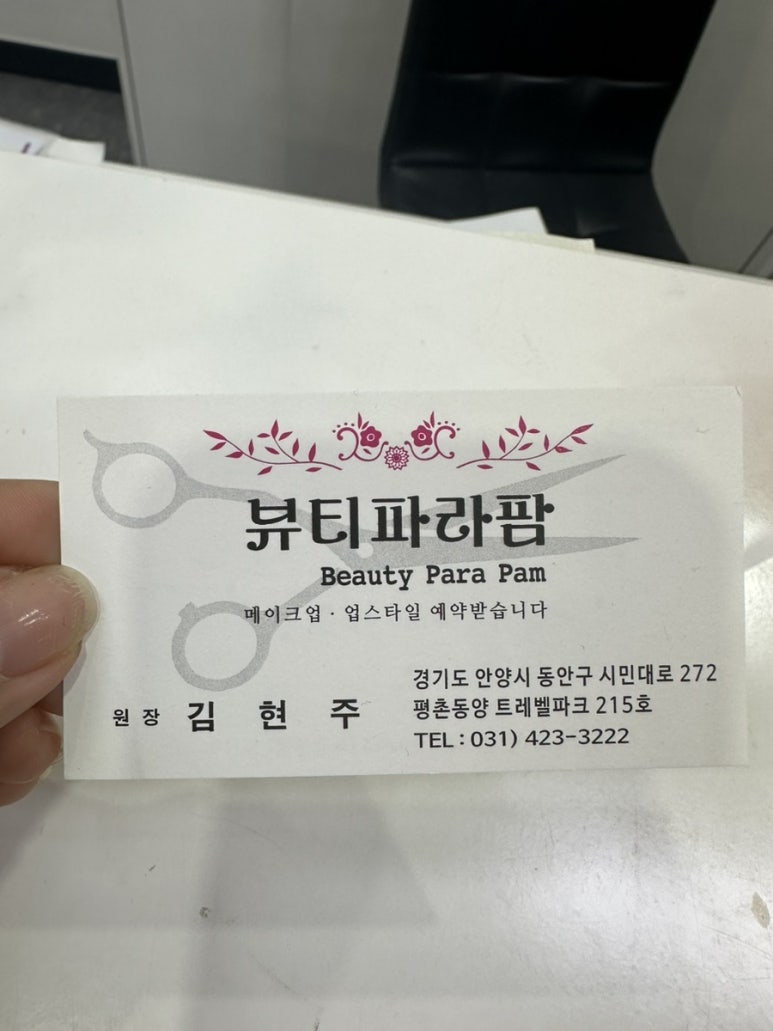 뷰티파라팜
Beauty Para Pam
메이크업 · 업스타일 예약받습니다
원장 김현주
경기도 안양시 동안구 시민대로 272
평촌동양 트레벨파크 215호
TEL : 031) 423-3222